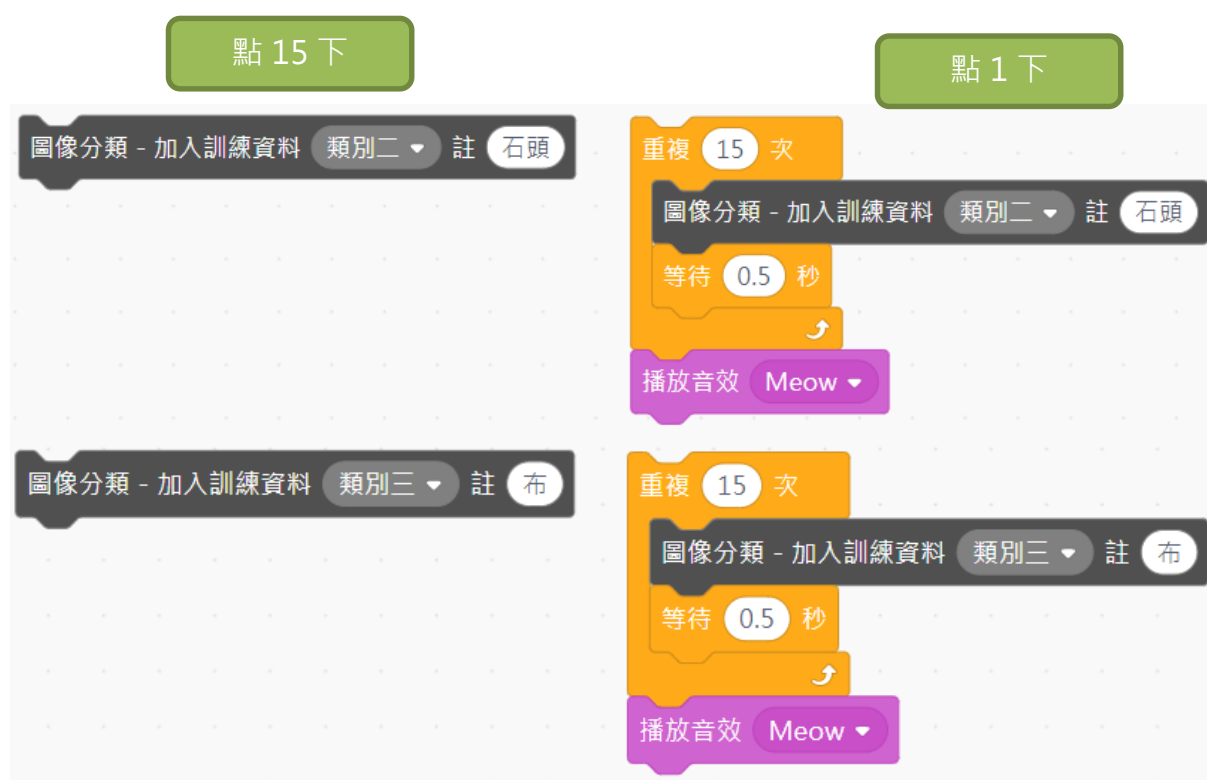 點 15 下
點 1 下
圖像分類 - 加入訓練資料 類別二 註 石頭
重複 15 次
圖像分類 - 加入訓練資料 類別二 註 石頭
等待 0.5 秒
播放音效 Meow
圖像分類 - 加入訓練資料 類別三 註 布
重複 15 次
圖像分類 - 加入訓練資料 類別三 註 布
等待 0.5 秒
播放音效 Meow